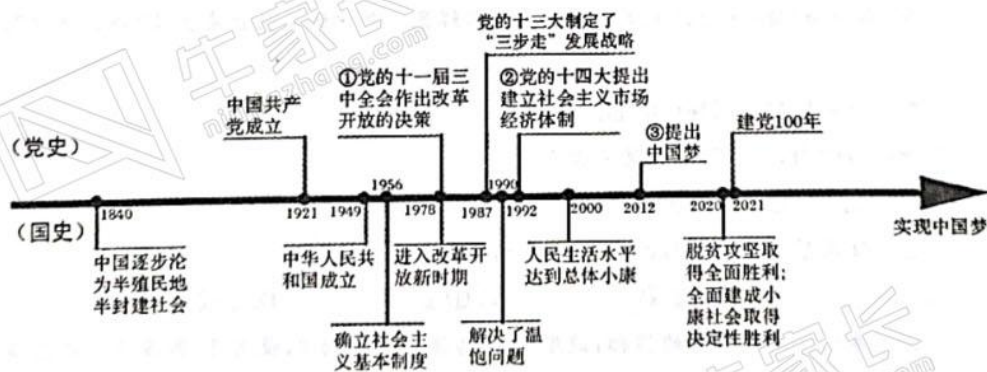 牛家长
niujiazhang.com
党的十三大制定了
“三步走”发展战略
①党的十一届三
中全会作出改革
开放的决策
②党的十四大提出
建立社会主义市场
经济体制
中国共产
党成立
③提出
中国梦
建党100年
（党史）
1956
1990
1840
1921
1949
1978
1987
1992
2000
2012
2020
2021
（国史）
实现中国梦
中国逐步沦
为半殖民地
半封建社会
中华人民共
和国成立
进入改革开
放新时期
人民生活水平
达到总体小康
脱贫攻坚取
得全面胜利；
全面建成小
康社会取得
决定性胜利
确立社会主
义基本制度
解决了温
饱问题